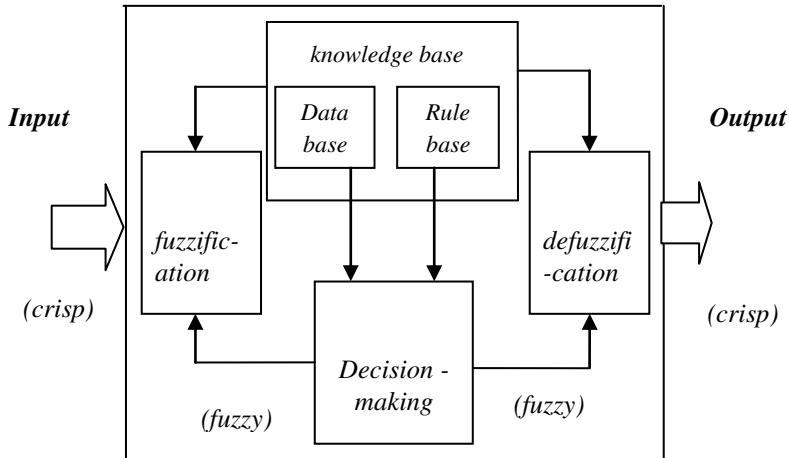 knowledge base
Input
Data
base
Rule
base
Output
fuzzific-
ation
defuzzifi
-cation
(crisp)
(crisp)
Decision -
making
(fuzzy)
(fuzzy)